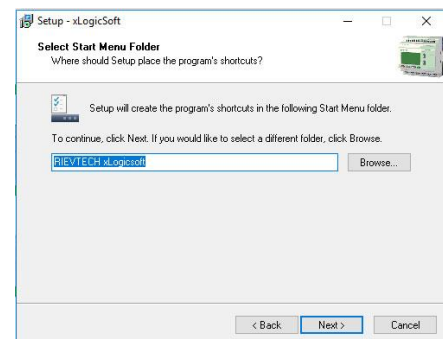 Setup - xLogicSoft
Select Start Menu Folder
Where should Setup place the program's shortcuts?
Setup will create the program's shortcuts in the following Start Menu folder.
To continue, click Next. If you would like to select a different folder, click Browse.
RIEVTECH xLogicsoft
Browse...
< Back
Next >
Cancel